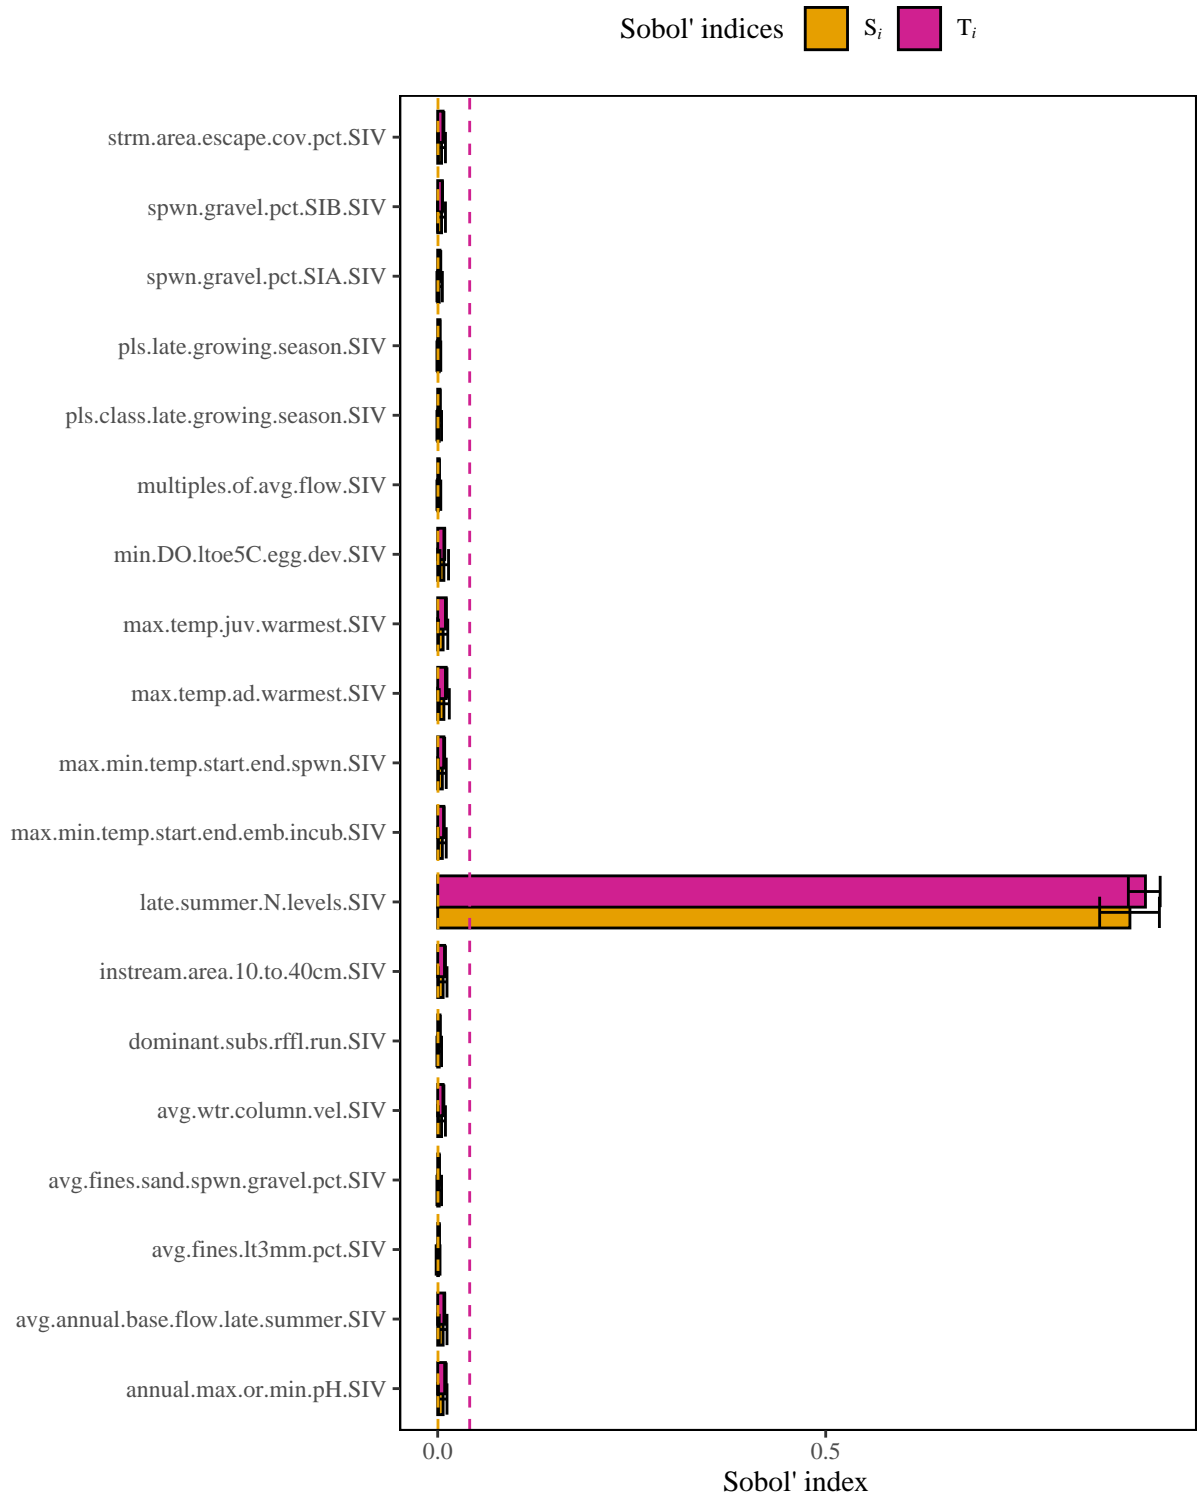 Sobol' indices Sᵢ Tᵢ
strm.area.escape.cov.pct.SIV
spwn.gravel.pct.SIB.SIV
spwn.gravel.pct.SIA.SIV
pls.late.growing.season.SIV
pls.class.late.growing.season.SIV
multiples.of.avg.flow.SIV
min.DO.ltoe5C.egg.dev.SIV
max.temp.juv.warmest.SIV
max.temp.ad.warmest.SIV
max.min.temp.start.end.spwn.SIV
max.min.temp.start.end.emb.incub.SIV
late.summer.N.levels.SIV
instream.area.10.to.40cm.SIV
dominant.subs.rffl.run.SIV
avg.wtr.column.vel.SIV
avg.fines.sand.spwn.gravel.pct.SIV
avg.fines.lt3mm.pct.SIV
avg.annual.base.flow.late.summer.SIV
annual.max.or.min.pH.SIV
0.0 0.5
Sobol' index